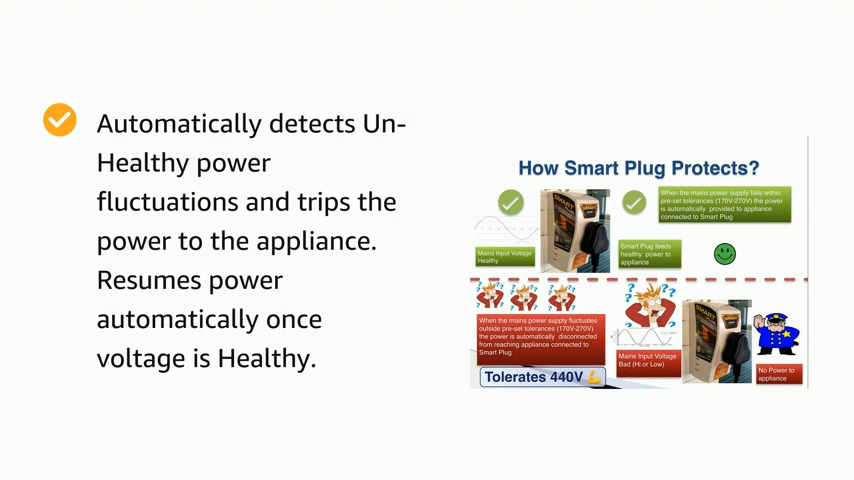 Automatically detects Un-
Healthy power
fluctuations and trips the
power to the appliance.
Resumes power
automatically once
voltage is Healthy.
How Smart Plug Protects?
When the mains power supply falls within
pre-set tolerances (170V-270V) the power
is automatically provided to appliance
connected to Smart Plug
Mains Input Voltage
Healthy
SMART
Smart Plug feeds
healthy power to
appliance
When the mains power supply fluctuates
outside pre-set tolerances (170V-270V)
the power is automatically disconnected
from reaching appliance connected to
Smart Plug
Tolerates 440V 💪
Mains Input Voltage
Bad (Hi or Low)
SMART
No Power to
appliance